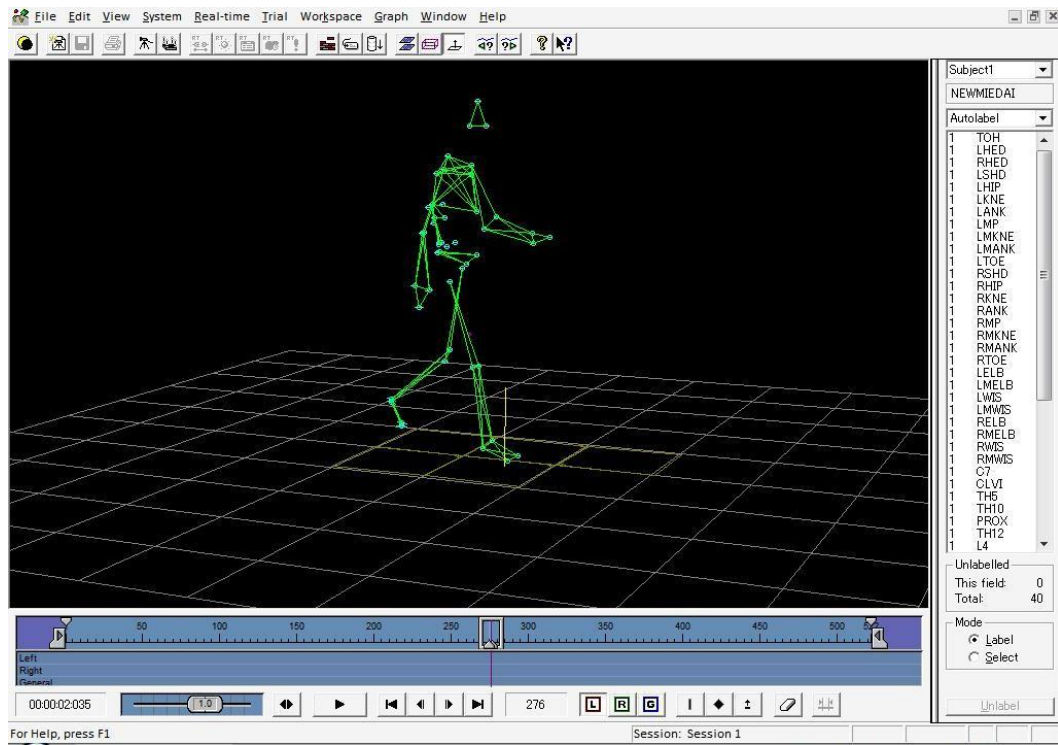 File Edit View System Real-time Trial Workspace Graph Window Help
Subject1
NEWMIEDAI
Autolabel
1 TOH
1 LHED
1 RHED
1 LSHD
1 LHIP
1 LKNE
1 LANK
1 LMP
1 LMKNE
1 LMANK
1 LTOE
1 RSHD
1 RHIP
1 RKNE
1 RANK
1 RMP
1 RMKNE
1 RMANK
1 RTOE
1 LELB
1 LMELB
1 LWIS
1 LMWIS
1 RELB
1 RMELB
1 RWIS
1 RMWIS
1 C7
1 CLVI
1 TH5
1 TH10
1 PROX
1 TH12
1 L4
Unlabelled
This field: 0
Total: 40
Mode
Label
Select
Unlabel
50 100 150 200 250 300 350 400 450 500
Left
Right
General
00:00:02:035 1.0 276 L R G
For Help, press F1 Session: Session 1